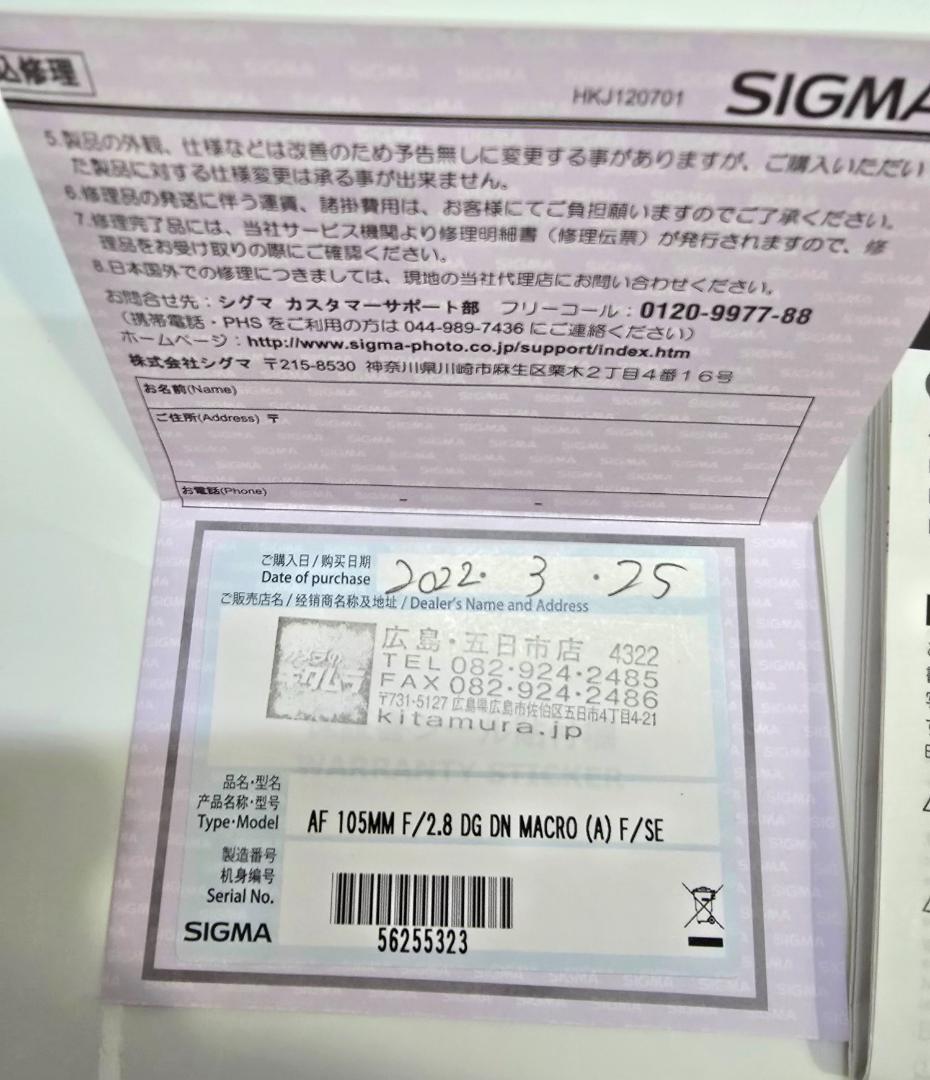 込修理
HKJ120701
SIGMA
5.製品の外観、仕様などは改善のため予告無しに変更する事がありますが、ご購入いただい
た製品に対する仕様変更は承る事が出来ません。
6.修理品の発送に伴う運賃、諸掛費用は、お客様にてご負担願いますのでご了承ください。
7.修理完了品には、当社サービス機関より修理明細書（修理伝票）が発行されますので、修
理品をお受け取りの際にご確認ください。
8.日本国外での修理につきましては、現地の当社代理店にお問い合わせください。
お問合せ先：シグマ カスタマーサポート部 フリーコール：0120-9977-88
（携帯電話・PHS をご利用の方は 044-989-7436 にご連絡ください）
ホームページ：http://www.sigma-photo.co.jp/support/index.htm
株式会社シグマ 〒215-8530 神奈川県川崎市麻生区栗木2丁目4番16号
お名前(Name)
ご住所(Address) 〒
お電話(Phone) – –
ご購入日 / 购买日期
Date of purchase 2022. 3 .25
ご販売店名 / 经销商名称及地址 / Dealer's Name and Address
カメラの
キタムラ
広島・五日市店 4322
TEL 082・924・2485
FAX 082・924・2486
〒731-5127 広島県広島市佐伯区五日市4丁目4-21
kitamura.jp
WARRANTY STICKER
品名・型名
产品名称・型号
Type・Model AF 105MM F/2.8 DG DN MACRO (A) F/SE
製造番号
机身编号
Serial No.
SIGMA
56255323